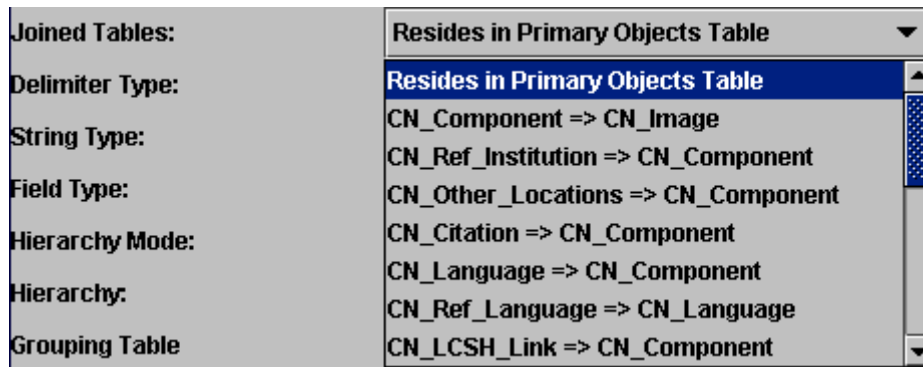 Joined Tables: Resides in Primary Objects Table
Delimiter Type: Resides in Primary Objects Table
CN_Component => CN_Image
String Type: CN_Ref_Institution => CN_Component
Field Type: CN_Other_Locations => CN_Component
Hierarchy Mode: CN_Citation => CN_Component
CN_Language => CN_Component
Hierarchy: CN_Ref_Language => CN_Language
Grouping Table CN_LCSH_Link => CN_Component